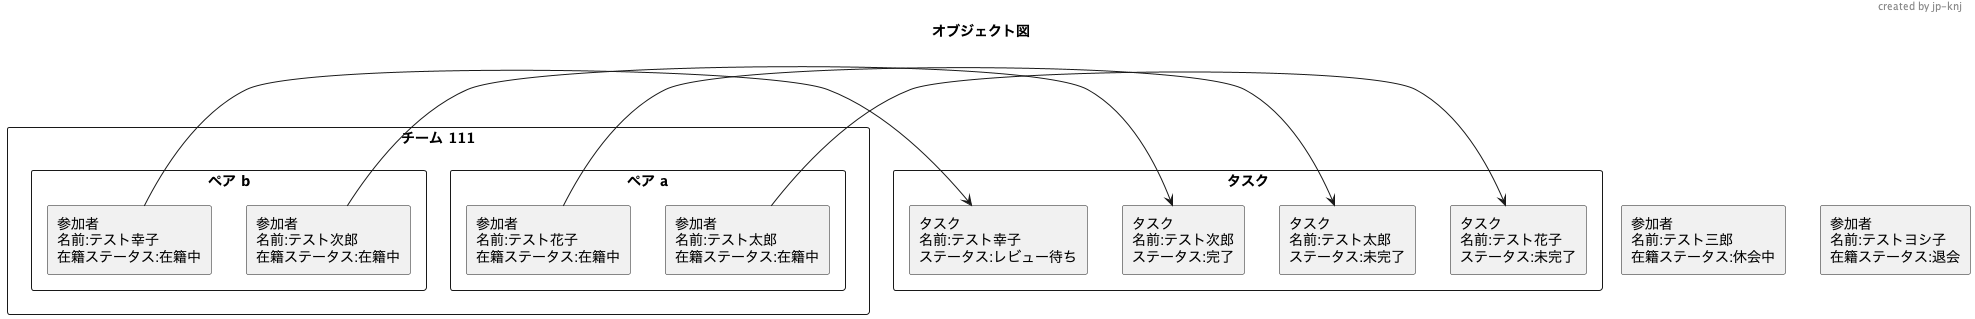 created by jp-knj
オブジェクト図
チーム 111
ペア b
参加者
名前:テスト幸子
在籍ステータス:在籍中
参加者
名前:テスト次郎
在籍ステータス:在籍中
ペア a
参加者
名前:テスト花子
在籍ステータス:在籍中
参加者
名前:テスト太郎
在籍ステータス:在籍中
タスク
タスク
名前:テスト幸子
ステータス:レビュー待ち
タスク
名前:テスト次郎
ステータス:完了
タスク
名前:テスト太郎
ステータス:未完了
タスク
名前:テスト花子
ステータス:未完了
参加者
名前:テスト三郎
在籍ステータス:休会中
参加者
名前:テストヨシ子
在籍ステータス:退会